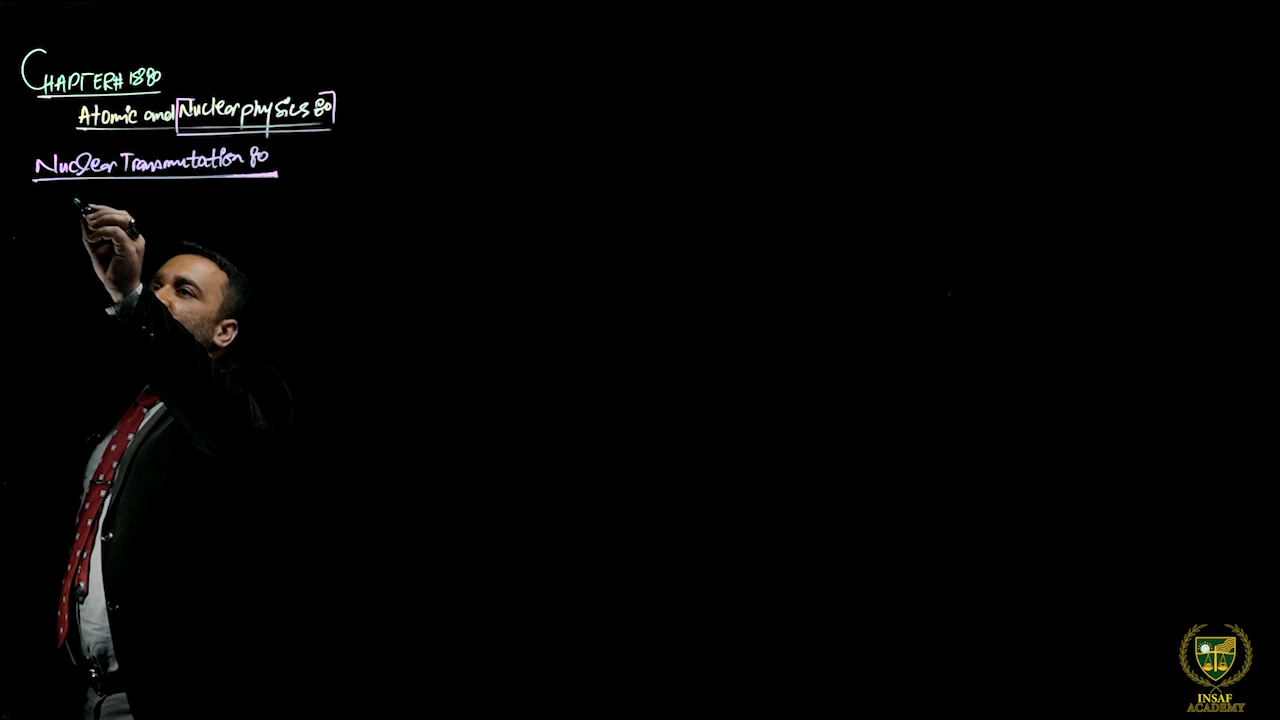 CHAPTER# 18:
Atomic and Nuclear physics:
Nuclear Transmutation:
INSAF
ACADEMY